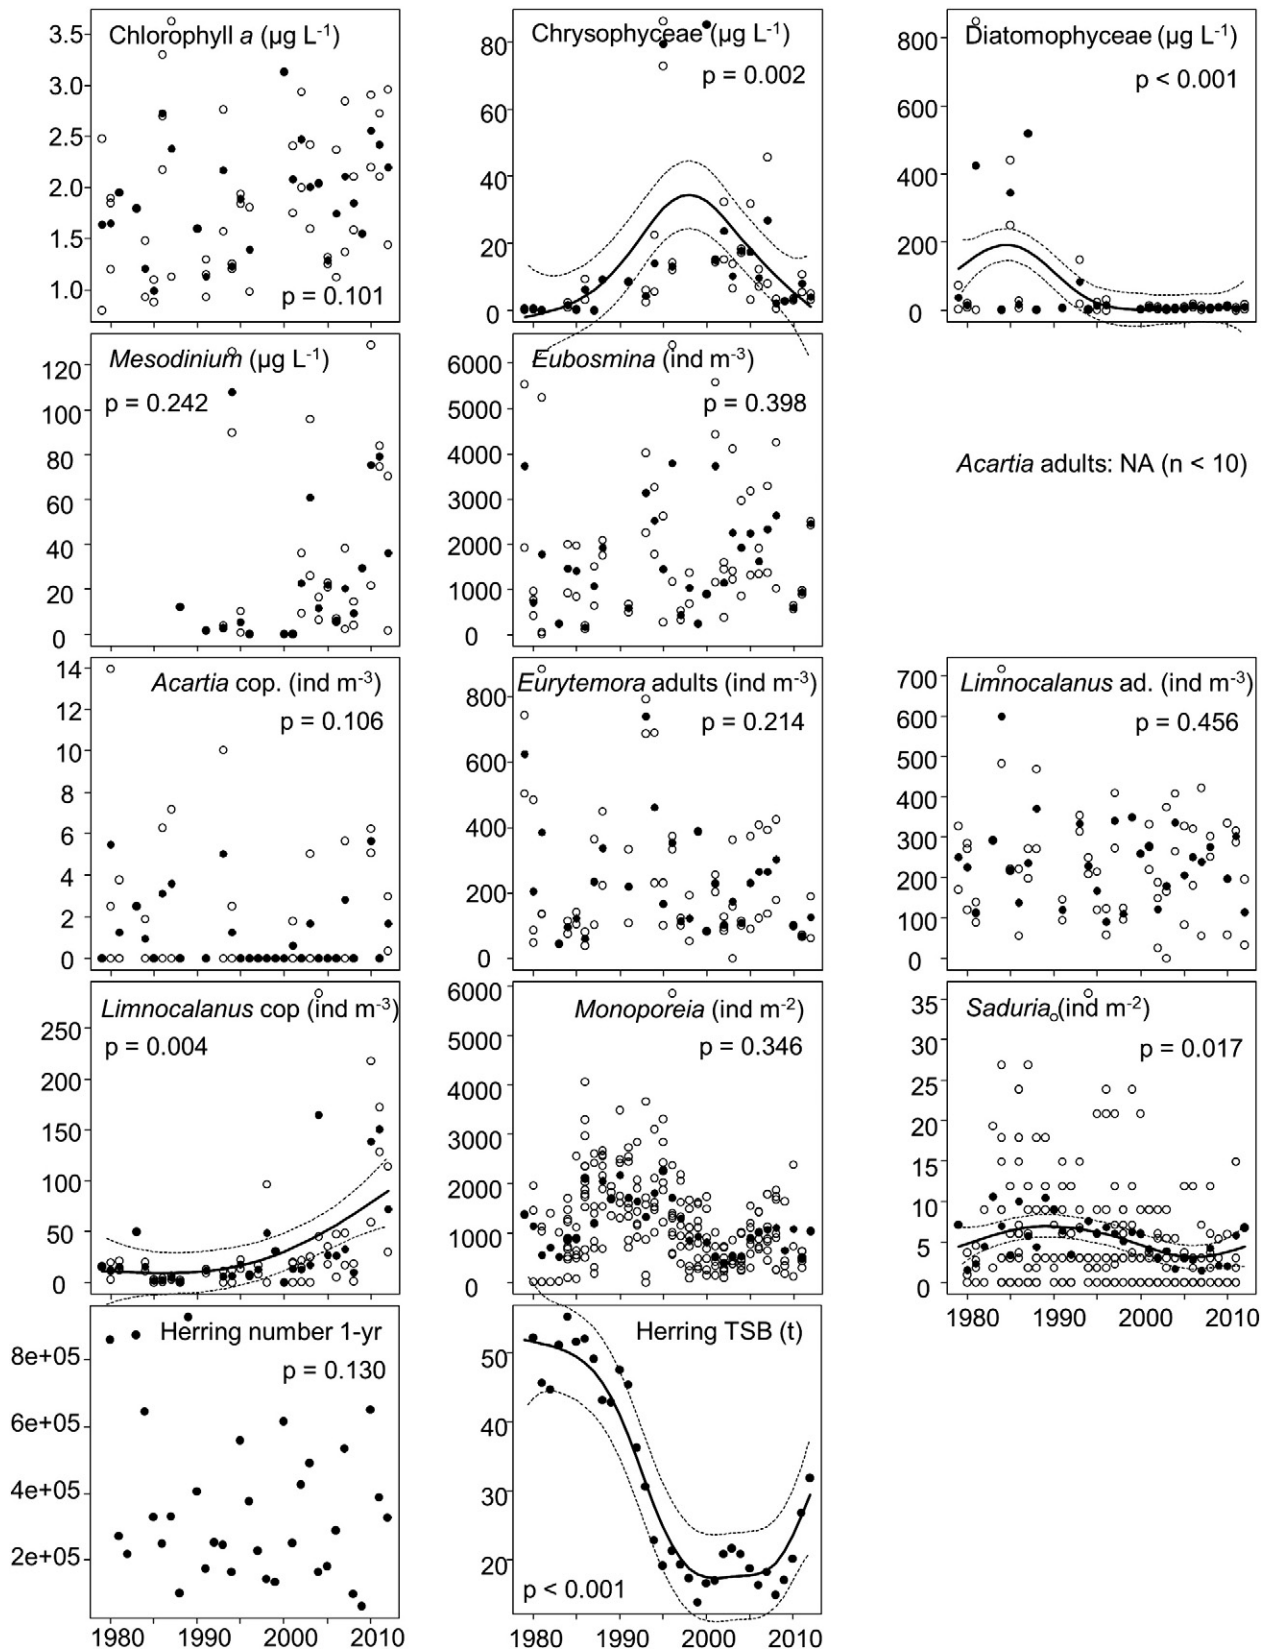 Chlorophyll a (µg L-1)
3.5
3.0
2.5
2.0
1.5
1.0
p = 0.101
Chrysophyceae (µg L-1)
p = 0.002
80
60
40
20
0
Diatomophyceae (µg L-1)
p < 0.001
800
600
400
200
0
Mesodinium (µg L-1)
p = 0.242
120
100
80
60
40
20
0
Eubosmina (ind m-3)
p = 0.398
6000
5000
4000
3000
2000
1000
0
Acartia adults: NA (n < 10)
Acartia cop. (ind m-3)
p = 0.106
14
12
10
8
6
4
2
0
Eurytemora adults (ind m-3)
p = 0.214
800
600
400
200
0
Limnocalanus ad. (ind m-3)
p = 0.456
700
600
500
400
300
200
100
0
Limnocalanus cop (ind m-3)
p = 0.004
250
200
150
100
50
0
Monoporeia (ind m-2)
p = 0.346
6000
5000
4000
3000
2000
1000
0
Saduria (ind m-2)
p = 0.017
35
30
25
20
15
10
5
0
1980 1990 2000 2010
Herring number 1-yr
p = 0.130
8e+05
6e+05
4e+05
2e+05
1980 1990 2000 2010
Herring TSB (t)
50
40
30
20
p < 0.001
1980 1990 2000 2010